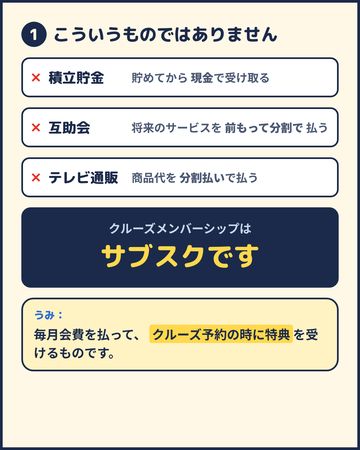 1 こういうものではありません
× 積立貯金 貯めてから 現金で受け取る
× 互助会 将来のサービスを 前もって分割で 払う
× テレビ通販 商品代を 分割払いで払う
クルーズメンバーシップは
サブスクです
うみ：
毎月会費を払って、 クルーズ予約の時に特典 を受
けるものです。